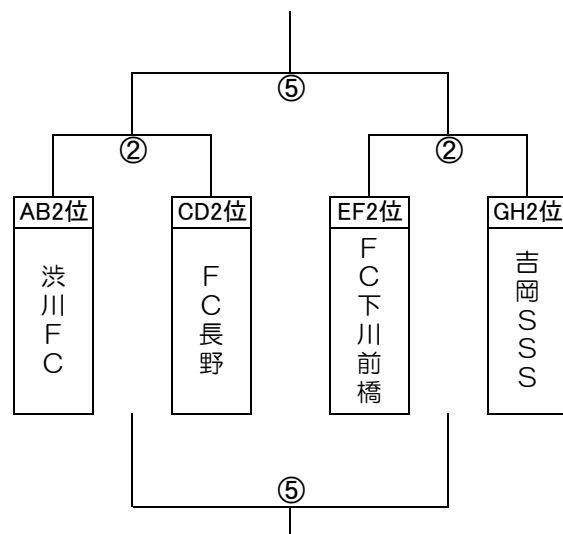 ⑤
② ②
AB2位 CD2位 EF2位 GH2位
渋川FC
FC長野
FC下川前橋
吉岡SSS
⑤